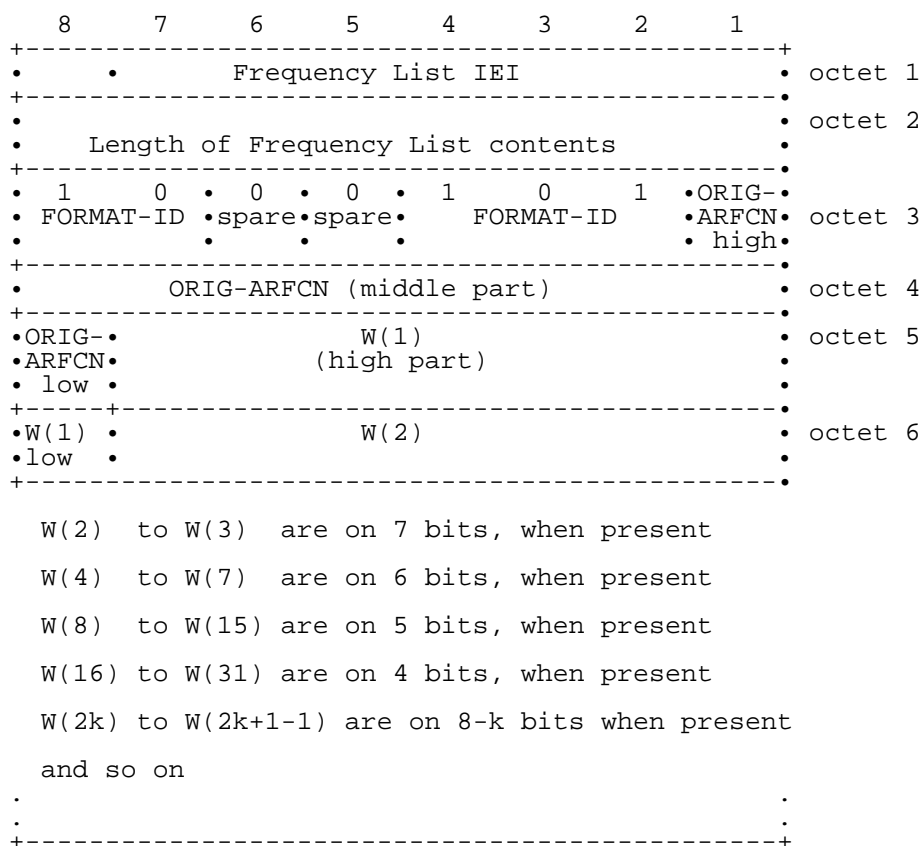 8 7 6 5 4 3 2 1
+-----------------------------------------------+
• • Frequency List IEI • octet 1
+-----------------------------------------------•
• • octet 2
• Length of Frequency List contents •
+-----------------------------------------------•
• 1 0 • 0 • 0 • 1 0 1 •ORIG-•
• FORMAT-ID •spare•spare• FORMAT-ID •ARFCN• octet 3
• • • • • high•
+-----------------------------------------------•
• ORIG-ARFCN (middle part) • octet 4
+-----------------------------------------------•
•ORIG-• W(1) • octet 5
•ARFCN• (high part) •
• low • •
+-----+-----------------------------------------•
•W(1) • W(2) • octet 6
•low • •
+-----------------------------------------------•
W(2) to W(3) are on 7 bits, when present
W(4) to W(7) are on 6 bits, when present
W(8) to W(15) are on 5 bits, when present
W(16) to W(31) are on 4 bits, when present
W(2k) to W(2k+1-1) are on 8-k bits when present
and so on
. .
. .
+-----------------------------------------------+